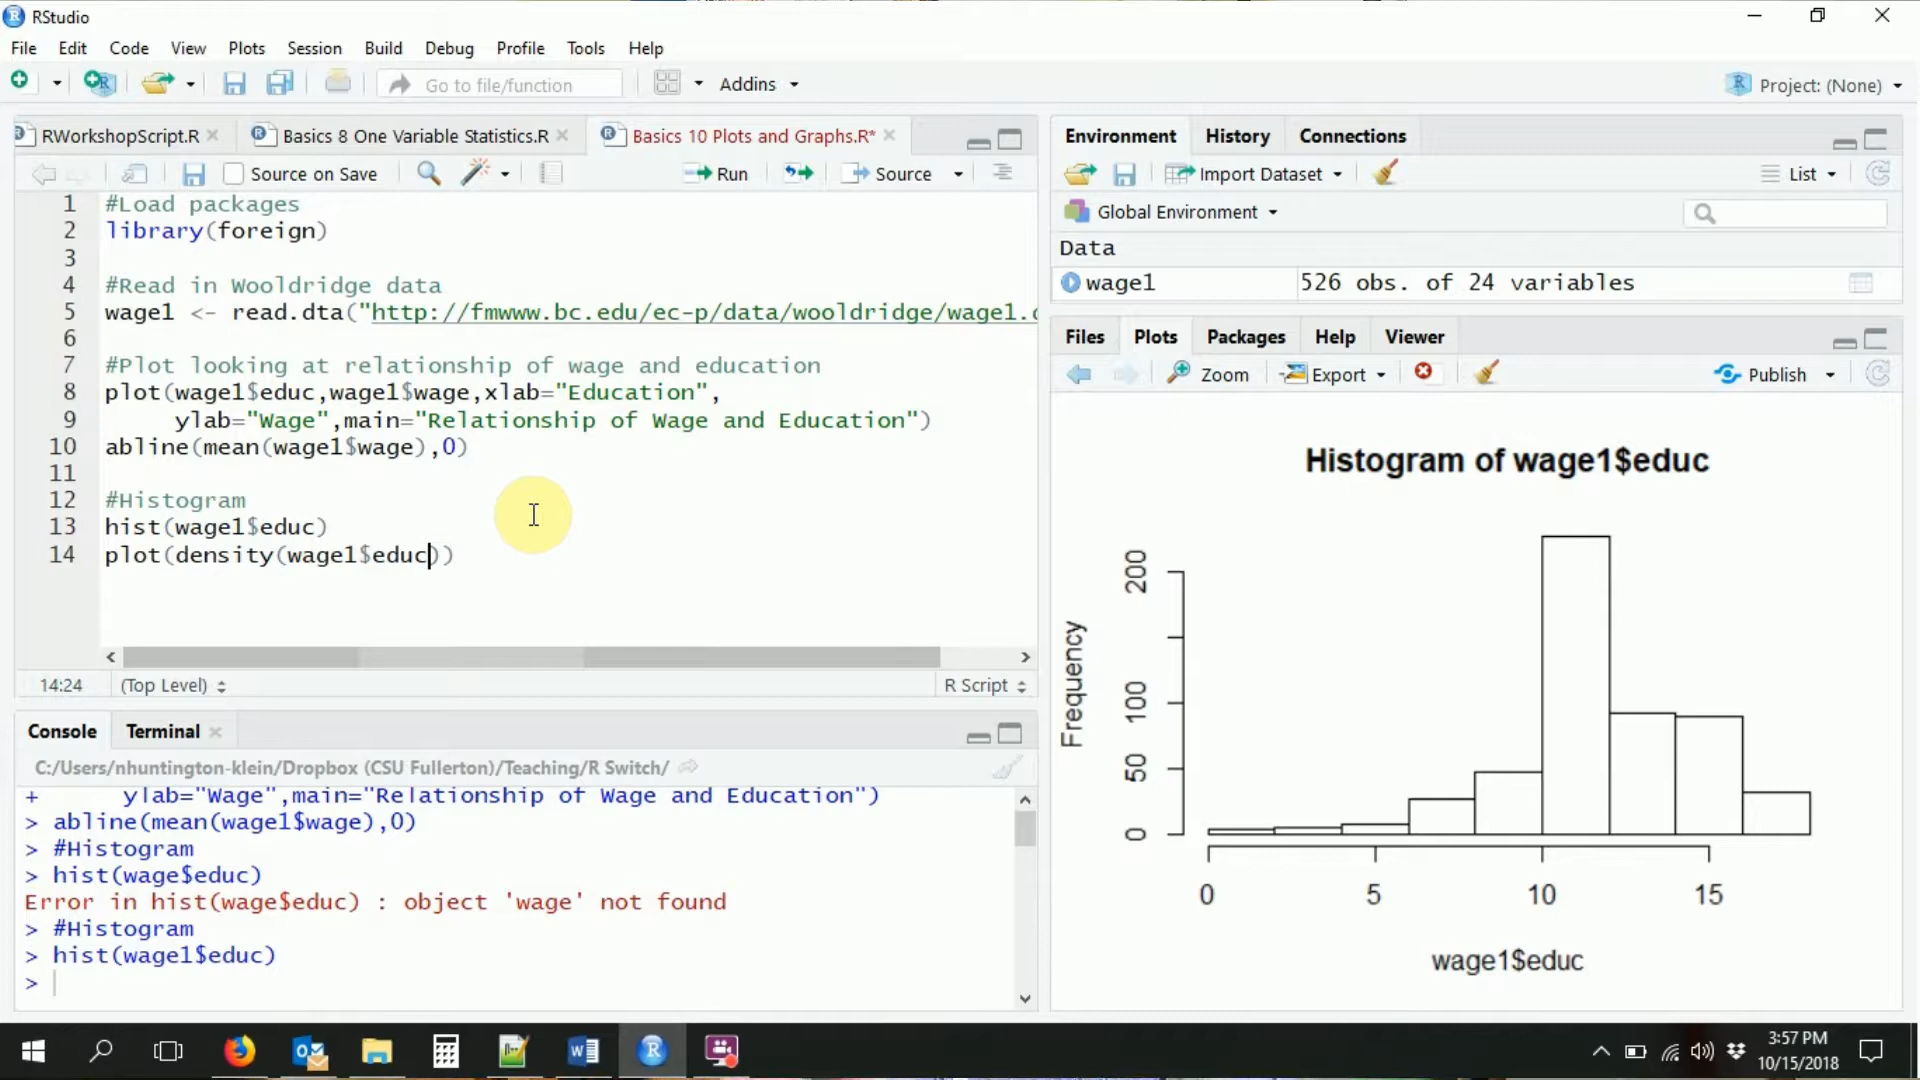 RStudio
File Edit Code View Plots Session Build Debug Profile Tools Help
Go to file/function Addins Project: (None)
RWorkshopScript.R Basics 8 One Variable Statistics.R Basics 10 Plots and Graphs.R*
Source on Save Run Source
1 #Load packages
2 library(foreign)
3
4 #Read in Wooldridge data
5 wage1 <- read.dta("http://fmwww.bc.edu/ec-p/data/wooldridge/wage1.
6
7 #Plot looking at relationship of wage and education
8 plot(wage1$educ,wage1$wage,xlab="Education",
9 ylab="Wage",main="Relationship of Wage and Education")
10 abline(mean(wage1$wage),0)
11
12 #Histogram
13 hist(wage1$educ)
14 plot(density(wage1$educ))
14:24 (Top Level) R Script
Console Terminal
C:/Users/nhuntington-klein/Dropbox (CSU Fullerton)/Teaching/R Switch/
+ ylab="Wage",main="Relationship of Wage and Education")
> abline(mean(wage1$wage),0)
> #Histogram
> hist(wage$educ)
Error in hist(wage$educ) : object 'wage' not found
> #Histogram
> hist(wage1$educ)
>
Environment History Connections
Import Dataset List
Global Environment
Data
wage1 526 obs. of 24 variables
Files Plots Packages Help Viewer
Zoom Export Publish
Histogram of wage1$educ
Frequency
200
100
50
0
0 5 10 15
wage1$educ
3:57 PM
10/15/2018